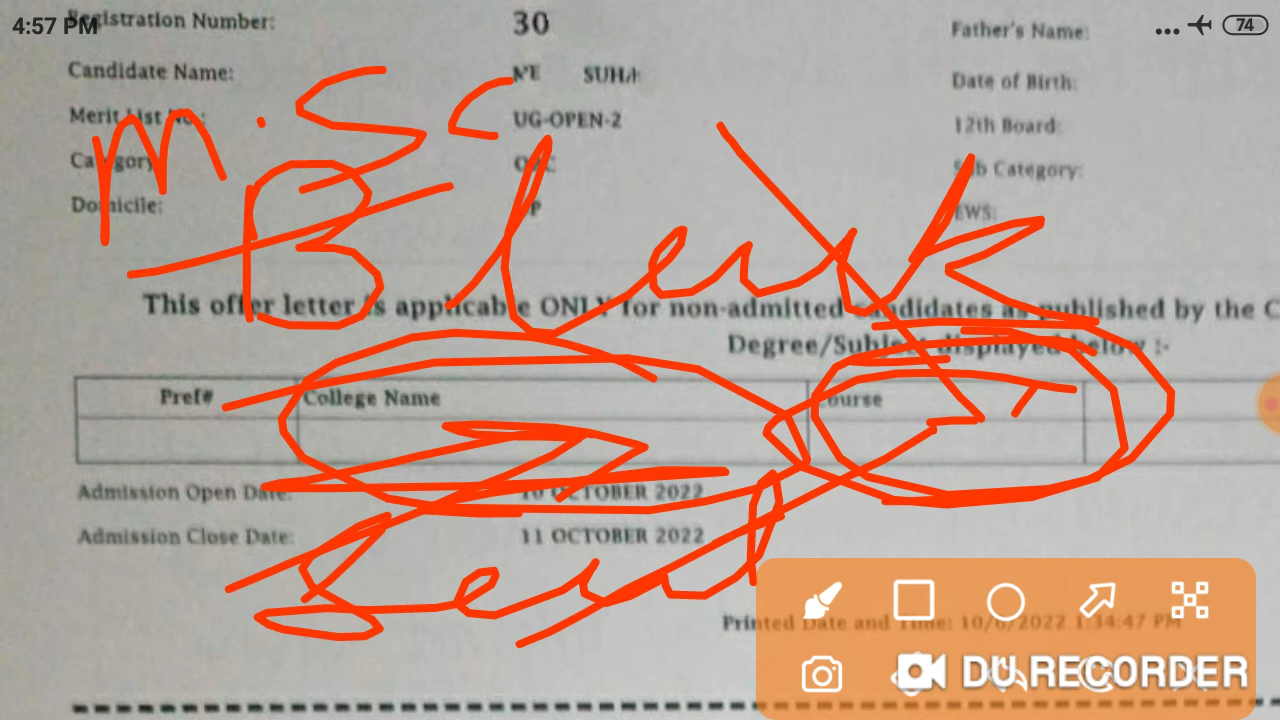 4:57 PM
74
Registration Number: 30 Father's Name:
Candidate Name: SUHA Date of Birth:
Merit List No.: UG-OPEN-2 12th Board:
Category Sub Category:
Domicile: EWS:
M.Sc
Blank
This offer letter is applicable ONLY for non-admitted candidates as published by the C
Degree/Subject displayed below :-
Pref# College Name Course
Admission Open Date: 10 OCTOBER 2022
Admission Close Date: 11 OCTOBER 2022
Printed Date and Time: 10/6/2022 1:34:47 PM
DU RECORDER